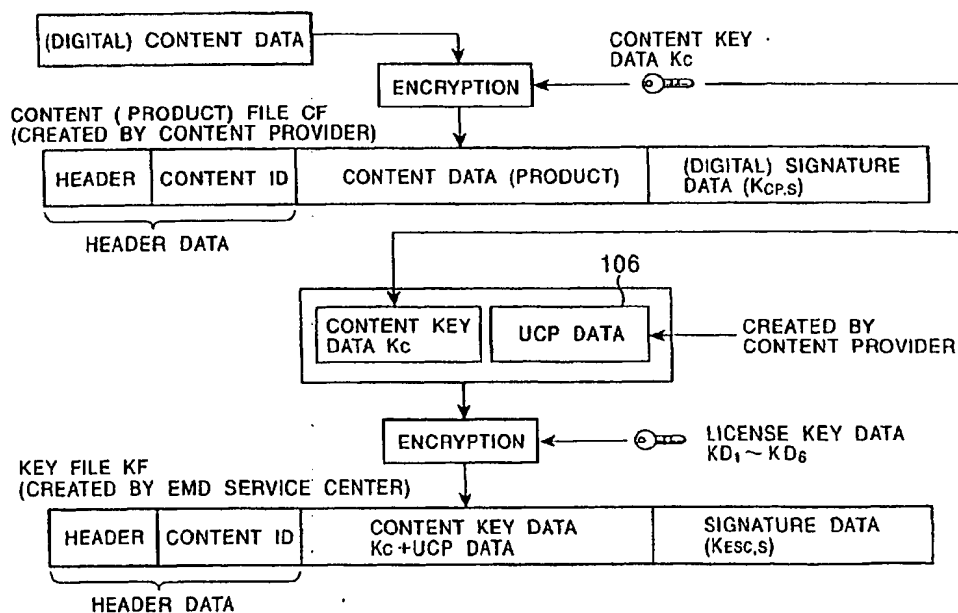 (DIGITAL) CONTENT DATA
CONTENT KEY
DATA Kc
ENCRYPTION
CONTENT (PRODUCT) FILE CF
(CREATED BY CONTENT PROVIDER)
HEADER
CONTENT ID
CONTENT DATA (PRODUCT)
(DIGITAL) SIGNATURE
DATA (KCP,S)
HEADER DATA
106
CONTENT KEY
DATA Kc
UCP DATA
CREATED BY
CONTENT PROVIDER
ENCRYPTION
LICENSE KEY DATA
KD1~KD6
KEY FILE KF
(CREATED BY EMD SERVICE CENTER)
HEADER
CONTENT ID
CONTENT KEY DATA
Kc+UCP DATA
SIGNATURE DATA
(KESC,S)
HEADER DATA